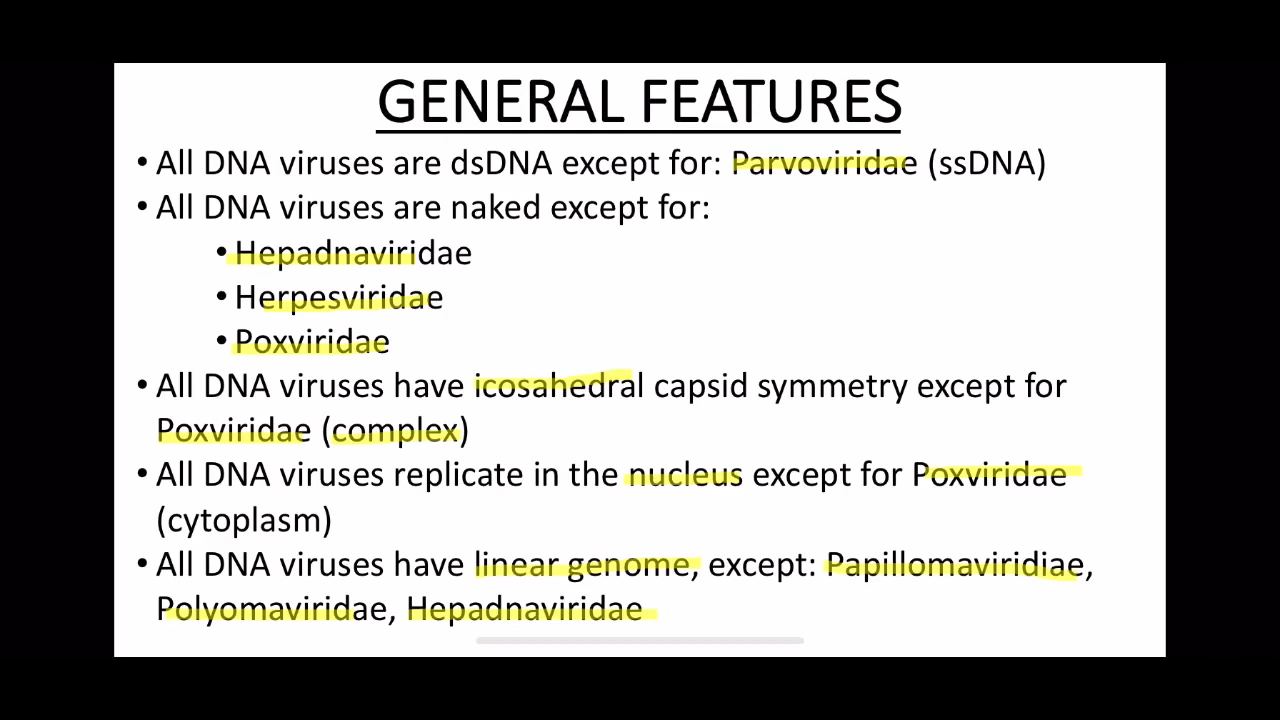 GENERAL FEATURES
• All DNA viruses are dsDNA except for: Parvoviridae (ssDNA)
• All DNA viruses are naked except for:
• Hepadnaviridae
• Herpesviridae
• Poxviridae
• All DNA viruses have icosahedral capsid symmetry except for
Poxviridae (complex)
• All DNA viruses replicate in the nucleus except for Poxviridae
(cytoplasm)
• All DNA viruses have linear genome, except: Papillomaviridiae,
Polyomaviridae, Hepadnaviridae